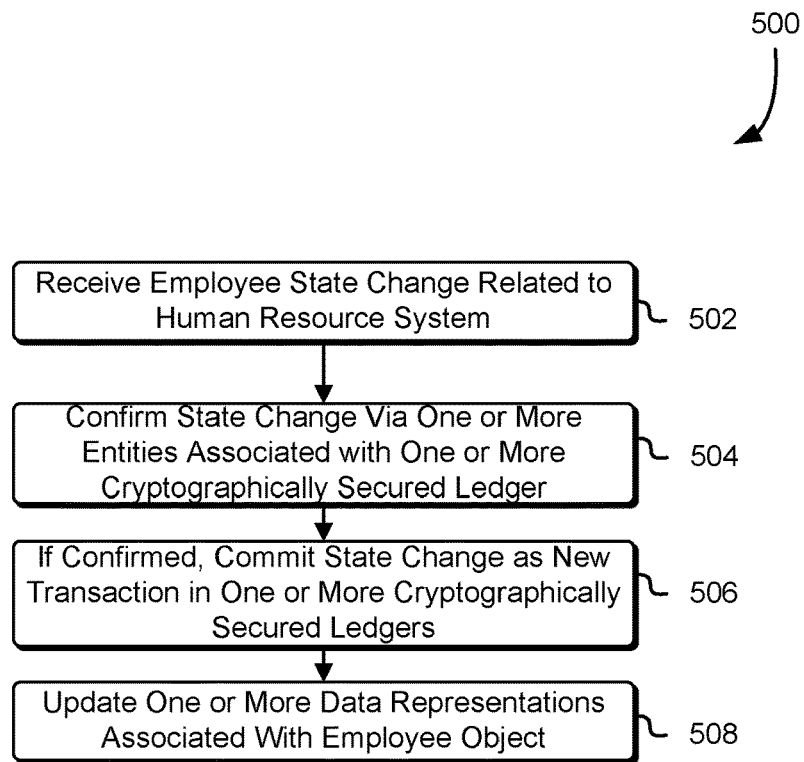 500
Receive Employee State Change Related to
Human Resource System
502
Confirm State Change Via One or More
Entities Associated with One or More
Cryptographically Secured Ledger
504
If Confirmed, Commit State Change as New
Transaction in One or More Cryptographically
Secured Ledgers
506
Update One or More Data Representations
Associated With Employee Object
508